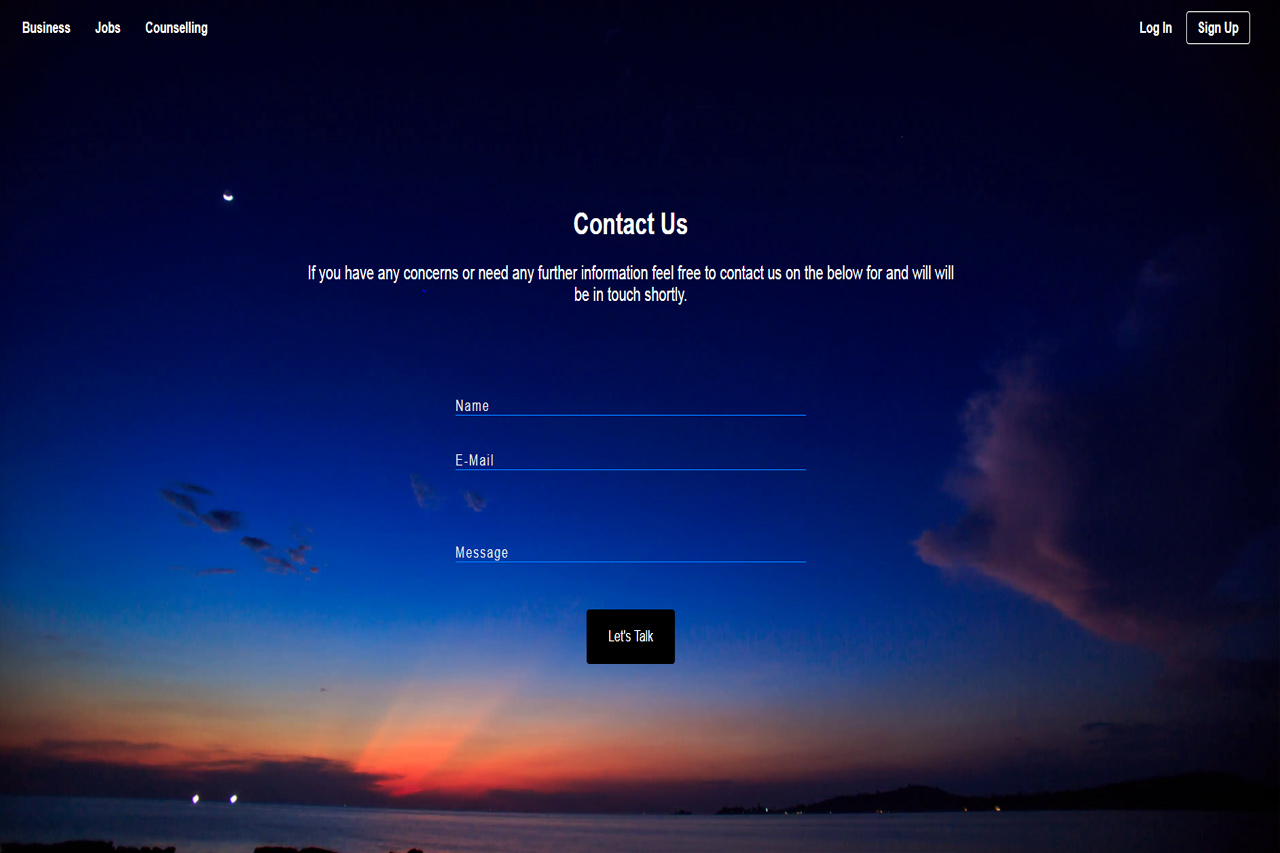 Business Jobs Counselling Log In Sign Up
Contact Us
If you have any concerns or need any further information feel free to contact us on the below for and will will
be in touch shortly.
Name
E-Mail
Message
Let's Talk